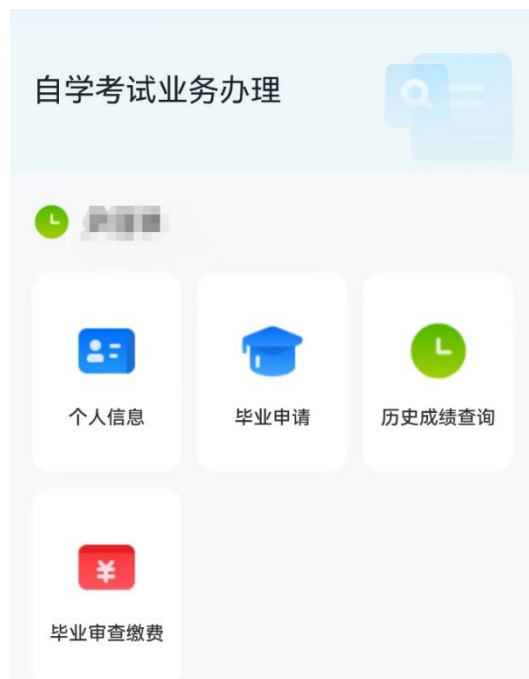 自学考试业务办理
个人信息
毕业申请
历史成绩查询
¥
毕业审查缴费